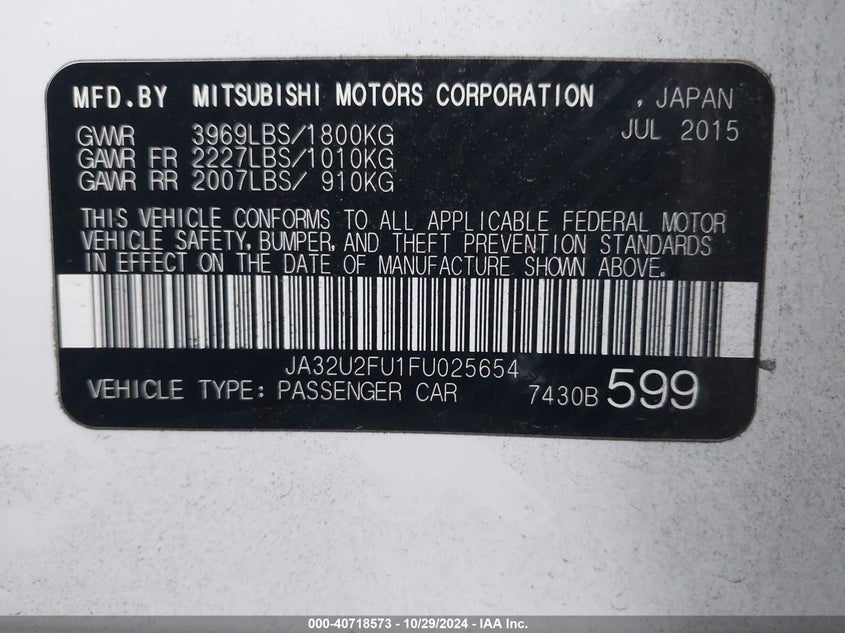 MFD.BY MITSUBISHI MOTORS CORPORATION , JAPAN
GVWR 3969LBS/1800KG JUL 2015
GAWR FR 2227LBS/1010KG
GAWR RR 2007LBS/ 910KG
THIS VEHICLE CONFORMS TO ALL APPLICABLE FEDERAL MOTOR
VEHICLE SAFETY, BUMPER, AND THEFT PREVENTION STANDARDS
IN EFFECT ON THE DATE OF MANUFACTURE SHOWN ABOVE.
JA32U2FU1FU025654
VEHICLE TYPE: PASSENGER CAR 7430B 599
000-40718573 - 10/29/2024 - IAA Inc.